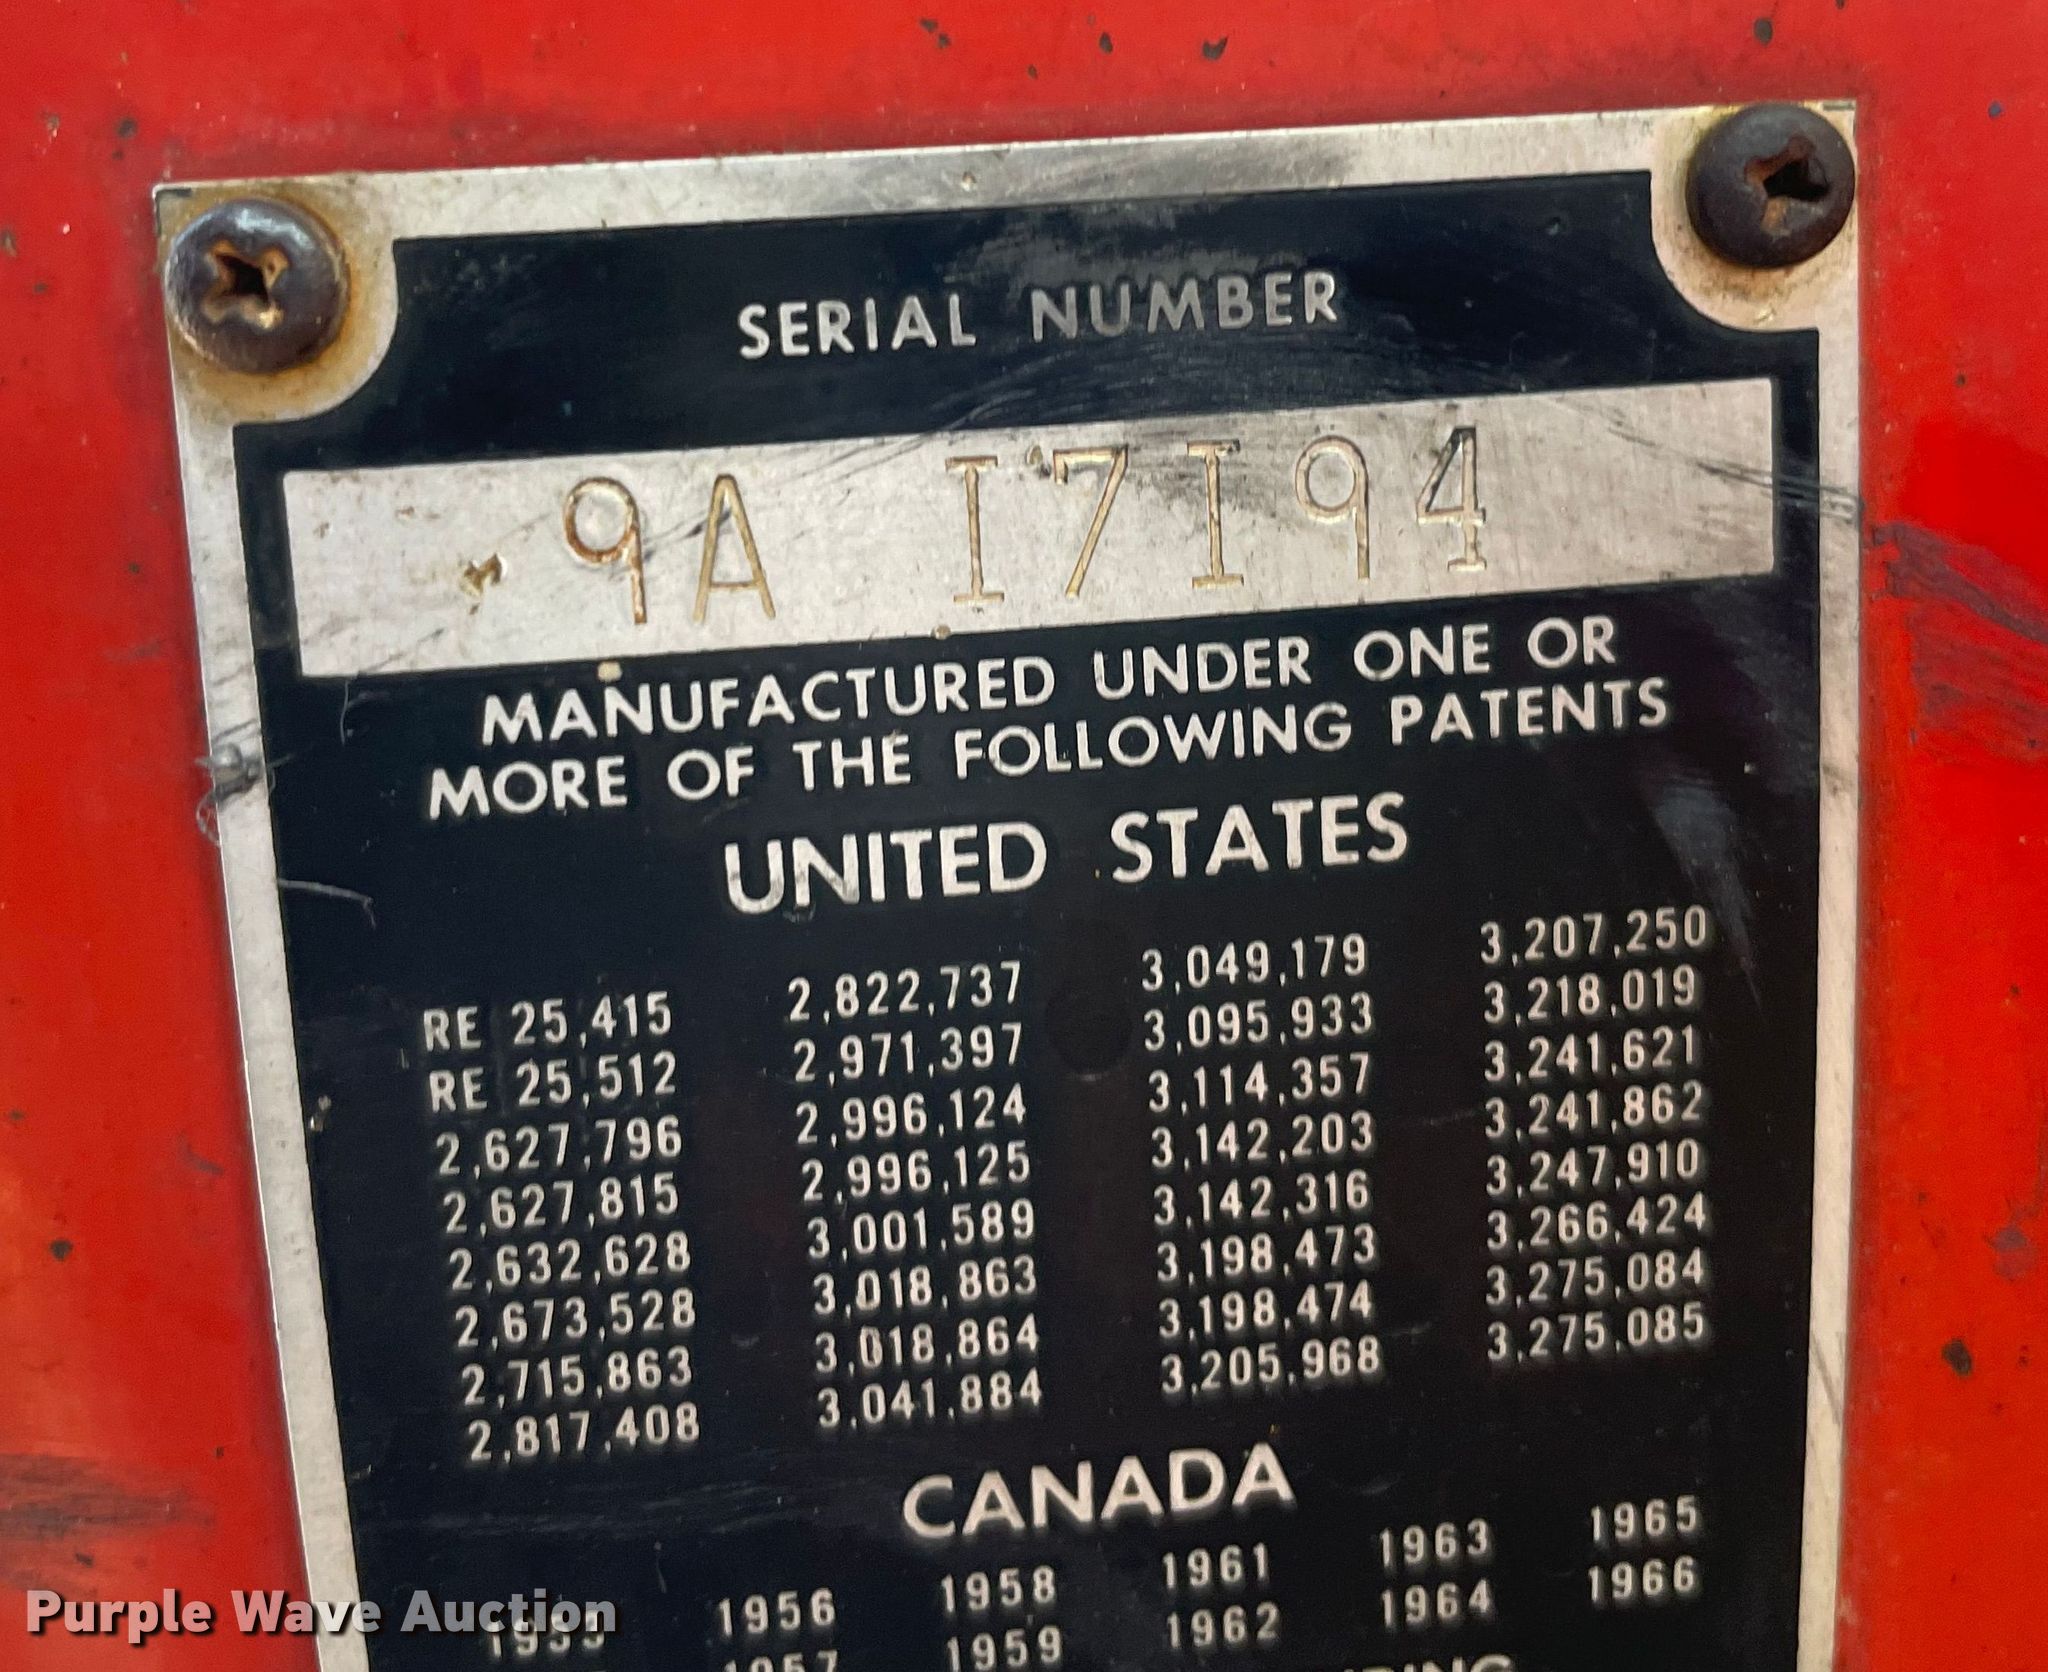 SERIAL NUMBER
9A 17194
MANUFACTURED UNDER ONE OR
MORE OF THE FOLLOWING PATENTS
UNITED STATES
RE 25,415 2,822,737 3,049,179 3,207,250
RE 25,512 2,971,397 3,095,933 3,218,019
2,627,796 2,996,124 3,114,357 3,241,621
2,627,815 2,996,125 3,142,203 3,241,862
2,632,628 3,001,589 3,142,316 3,247,910
2,673,528 3,018,863 3,198,473 3,266,424
2,715,863 3,018,864 3,198,474 3,275,084
2,817,408 3,041,884 3,205,968 3,275,085
CANADA
1956 1958 1961 1963 1965
1957 1959 1962 1964 1966
Purple Wave Auction